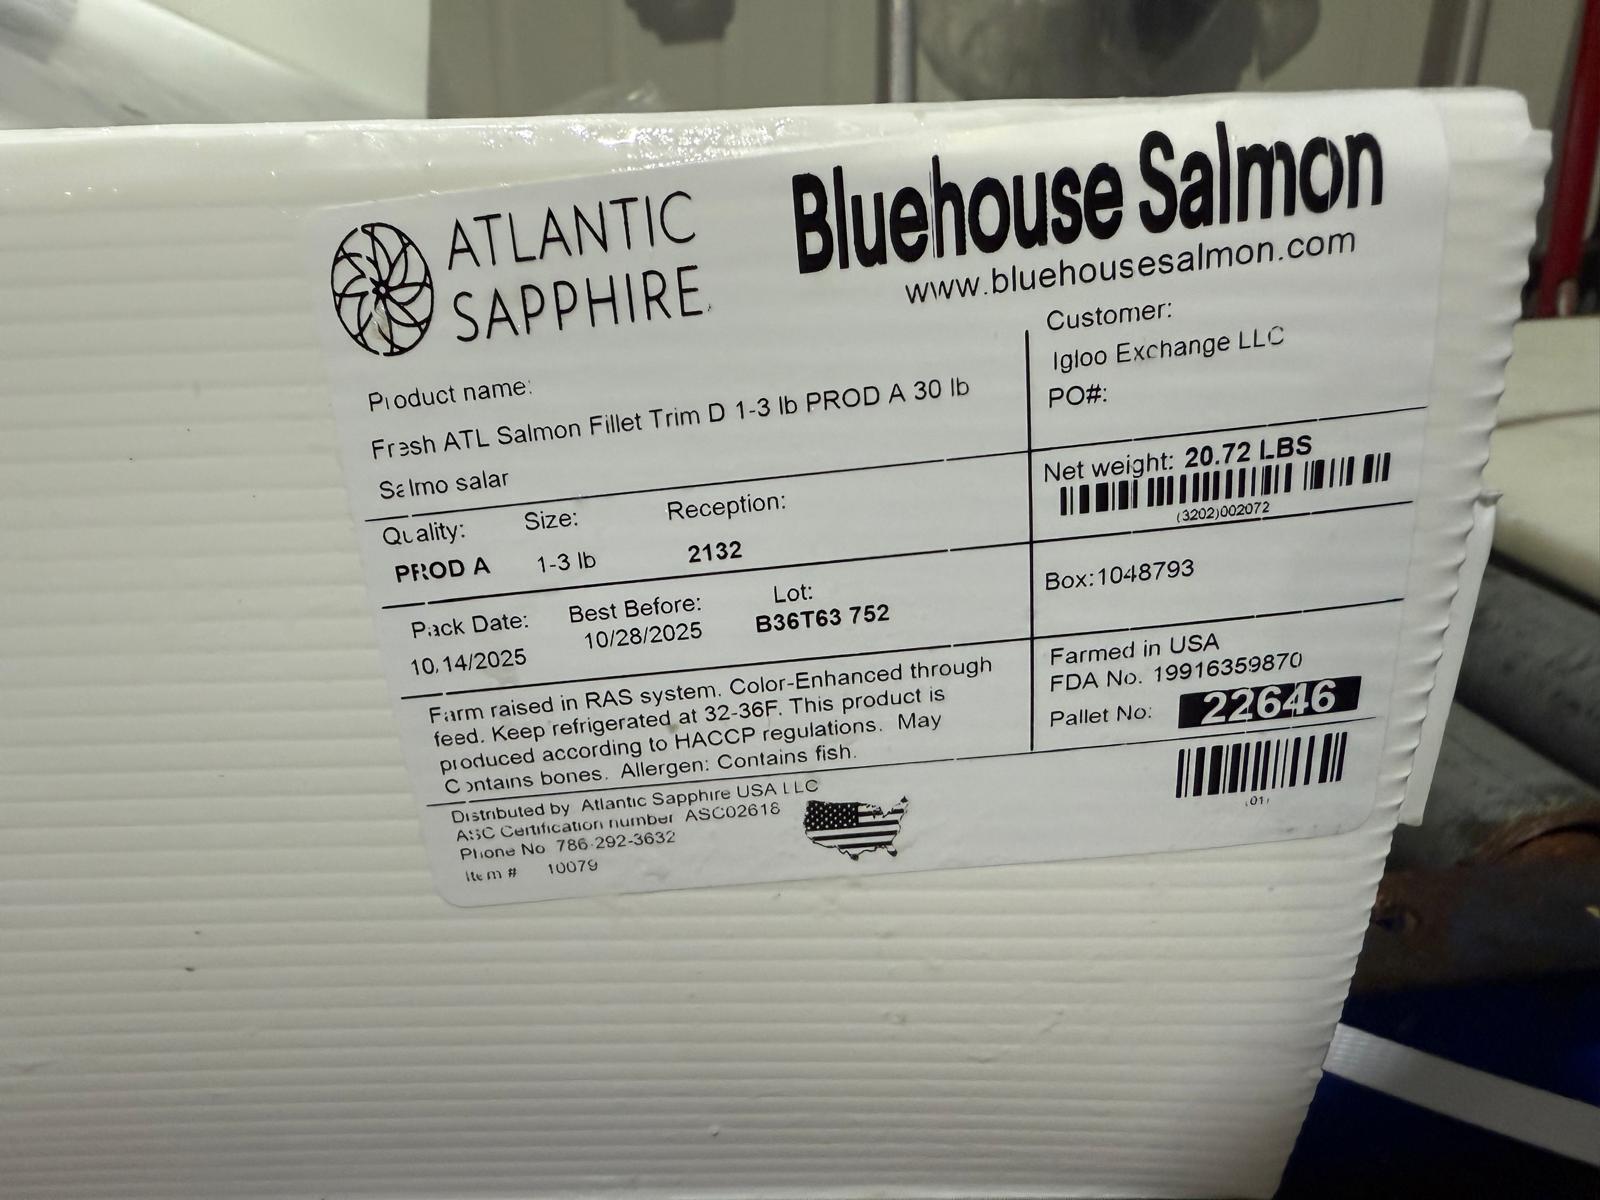 ATLANTIC
SAPPHIRE
Bluehouse Salmon
www.bluehousesalmon.com
Product name:
Fresh ATL Salmon Fillet Trim D 1-3 lb PROD A 30 lb
Salmo salar
Customer:
Igloo Exchange LLC
PO#:
Quality: Size: Reception:
PROD A 1-3 lb 2132
Net weight: 20.72 LBS
(3202)002072
Pack Date: Best Before: Lot:
10/14/2025 10/28/2025 B36T63 752
Box:1048793
Farm raised in RAS system. Color-Enhanced through
feed. Keep refrigerated at 32-36F. This product is
produced according to HACCP regulations. May
Contains bones. Allergen: Contains fish.
Farmed in USA
FDA No. 19916359870
Pallet No: 22646
(01)
Distributed by Atlantic Sapphire USA LLC
ASC Certification number ASC02618
Phone No 786-292-3632
Item # 10079